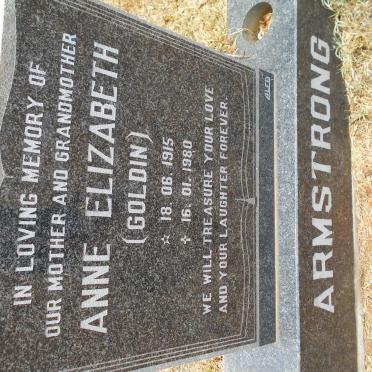 IN LOVING MEMORY OF
OUR MOTHER AND GRANDMOTHER
ANNE ELIZABETH
(GOLDIN)
☆ 18. 06. 1915
✝ 16. 01. 1980
WE WILL TREASURE YOUR LOVE
AND YOUR LAUGHTER FOREVER.
ARMSTRONG